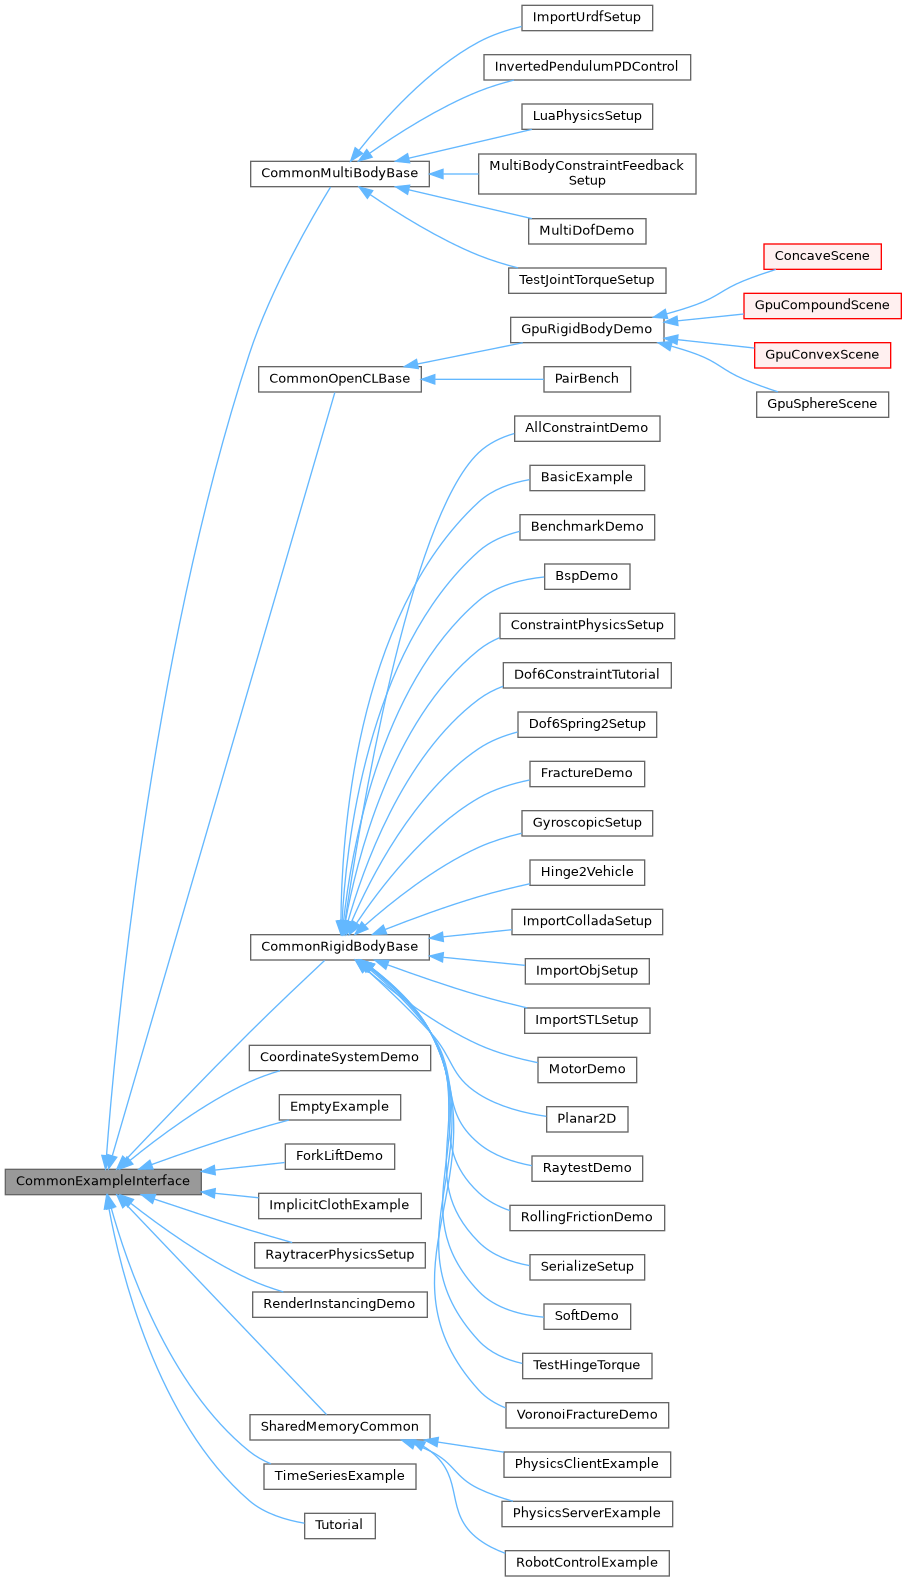 ImportUrdfSetup
InvertedPendulumPDControl
LuaPhysicsSetup
CommonMultiBodyBase
MultiBodyConstraintFeedback
Setup
MultiDofDemo
TestJointTorqueSetup
ConcaveScene
GpuCompoundScene
GpuRigidBodyDemo
GpuConvexScene
CommonOpenCLBase
PairBench
GpuSphereScene
AllConstraintDemo
BasicExample
BenchmarkDemo
BspDemo
ConstraintPhysicsSetup
Dof6ConstraintTutorial
Dof6Spring2Setup
FractureDemo
GyroscopicSetup
Hinge2Vehicle
ImportColladaSetup
CommonRigidBodyBase
ImportObjSetup
ImportSTLSetup
CoordinateSystemDemo
MotorDemo
EmptyExample
Planar2D
ForkLiftDemo
RaytestDemo
CommonExampleInterface
ImplicitClothExample
RollingFrictionDemo
RaytracerPhysicsSetup
SerializeSetup
RenderInstancingDemo
SoftDemo
TestHingeTorque
VoronoiFractureDemo
SharedMemoryCommon
PhysicsClientExample
TimeSeriesExample
PhysicsServerExample
Tutorial
RobotControlExample